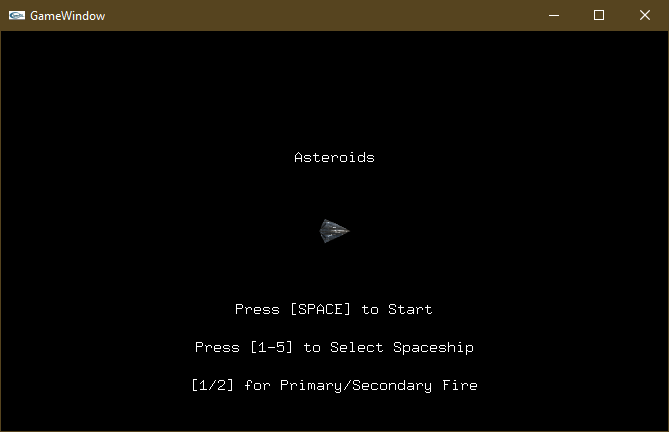 GameWindow
Asteroids
Press [SPACE] to Start
Press [1-5] to Select Spaceship
[1/2] for Primary/Secondary Fire